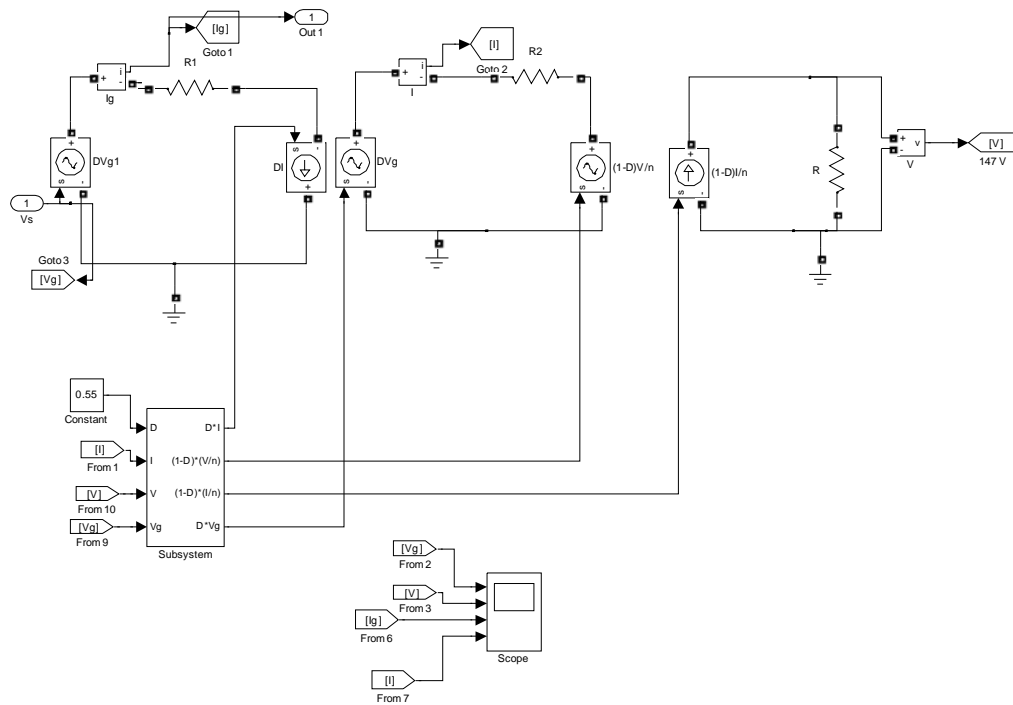 1
Out 1
[Ig]
Goto 1
i
+
-
Ig
R1
[I]
Goto 2
i
+
-
I
R2
DVg1
+
-
s
DI
s
-
+
DVg
+
-
s
(1-D)V/n
+
-
s
(1-D)I/n
+
-
s
R
+
-
v
V
[V]
147 V
1
Vs
Goto 3
[Vg]
0.55
Constant
D
I
V
Vg
D*I
(1-D)*(V/n)
(1-D)*(I/n)
D*Vg
Subsystem
[I]
From 1
[V]
From 10
[Vg]
From 9
[Vg]
From 2
[V]
From 3
[Ig]
From 6
[I]
From 7
Scope